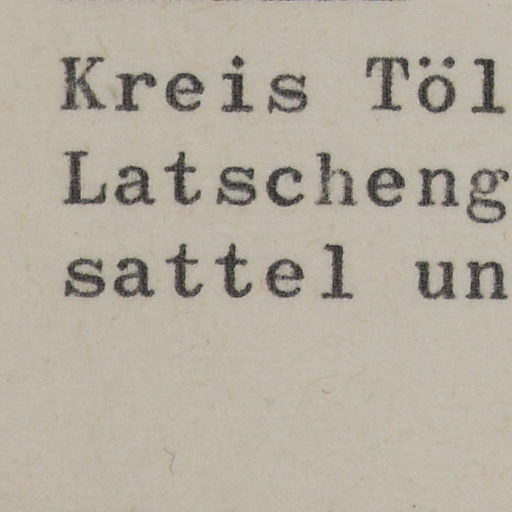 Kreis Töl
Latscheng
sattel un